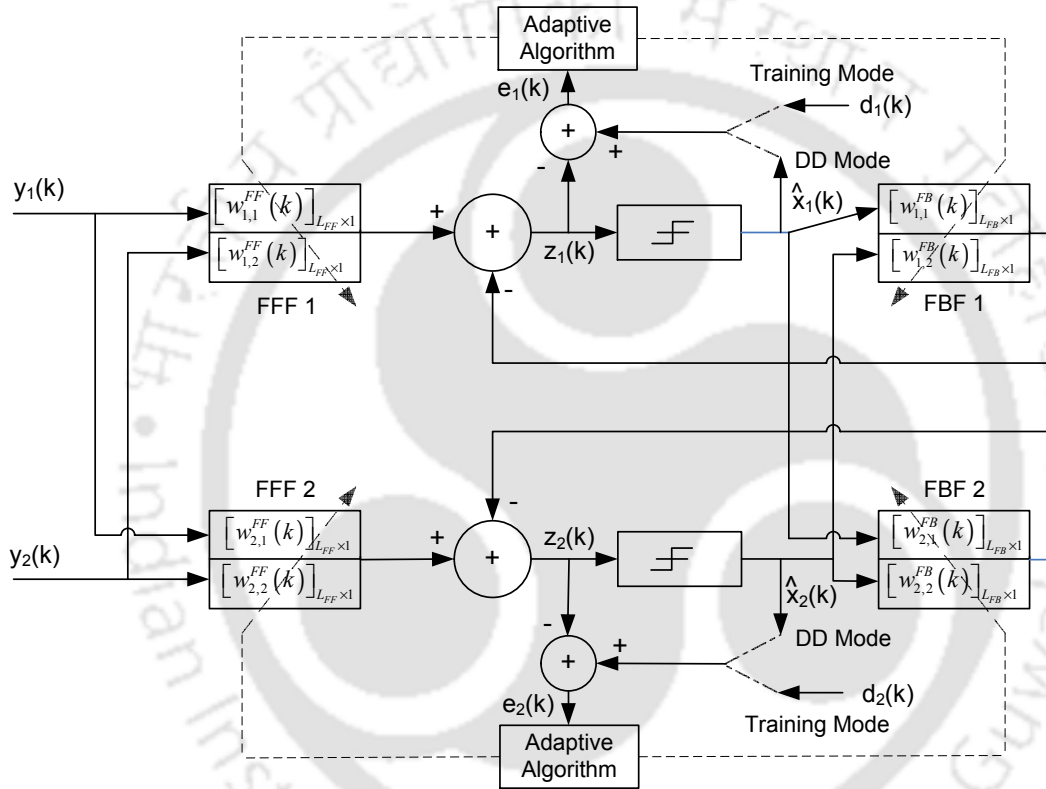 Adaptive
Algorithm
e₁(k)
Training Mode
d₁(k)
+
+
-
DD Mode
y₁(k)
[w₁,₁^FF(k)]_{L_FF×1}
[w₁,₂^FF(k)]_{L_FF×1}
FFF 1
+
+
-
z₁(k)
x̂₁(k)
[w₁,₁^FB(k)]_{L_FB×1}
[w₁,₂^FB(k)]_{L_FB×1}
FBF 1
FFF 2
FBF 2
y₂(k)
[w₂,₁^FF(k)]_{L_FF×1}
[w₂,₂^FF(k)]_{L_FF×1}
-
+
+
z₂(k)
x̂₂(k)
[w₂,₁^FB(k)]_{L_FB×1}
[w₂,₂^FB(k)]_{L_FB×1}
-
+
+
DD Mode
d₂(k)
e₂(k)
Training Mode
Adaptive
Algorithm
Indian Ins
Guw